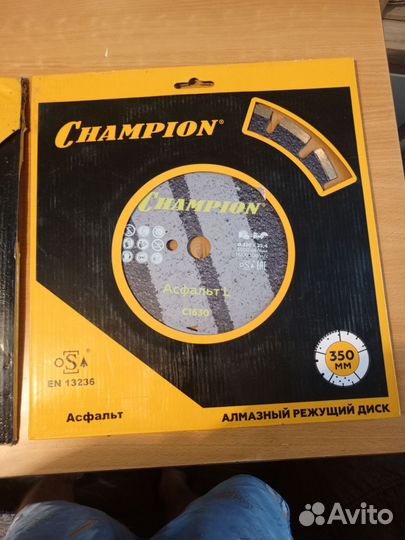 CHAMPION®
CHAMPION
Асфальт L
C1630
350
MM
oSa
EN 13236
Асфальт
АЛМАЗНЫЙ РЕЖУЩИЙ ДИСК
Avito